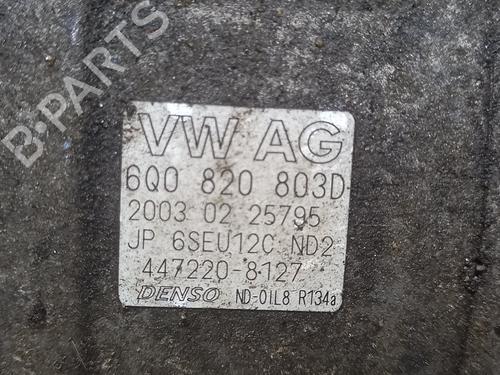 B-PARTS
VW AG
6Q0 820 803D
2003 02 25795
JP 6SEU12C ND2
447220-8127
DENSO ND-OIL8 R134a